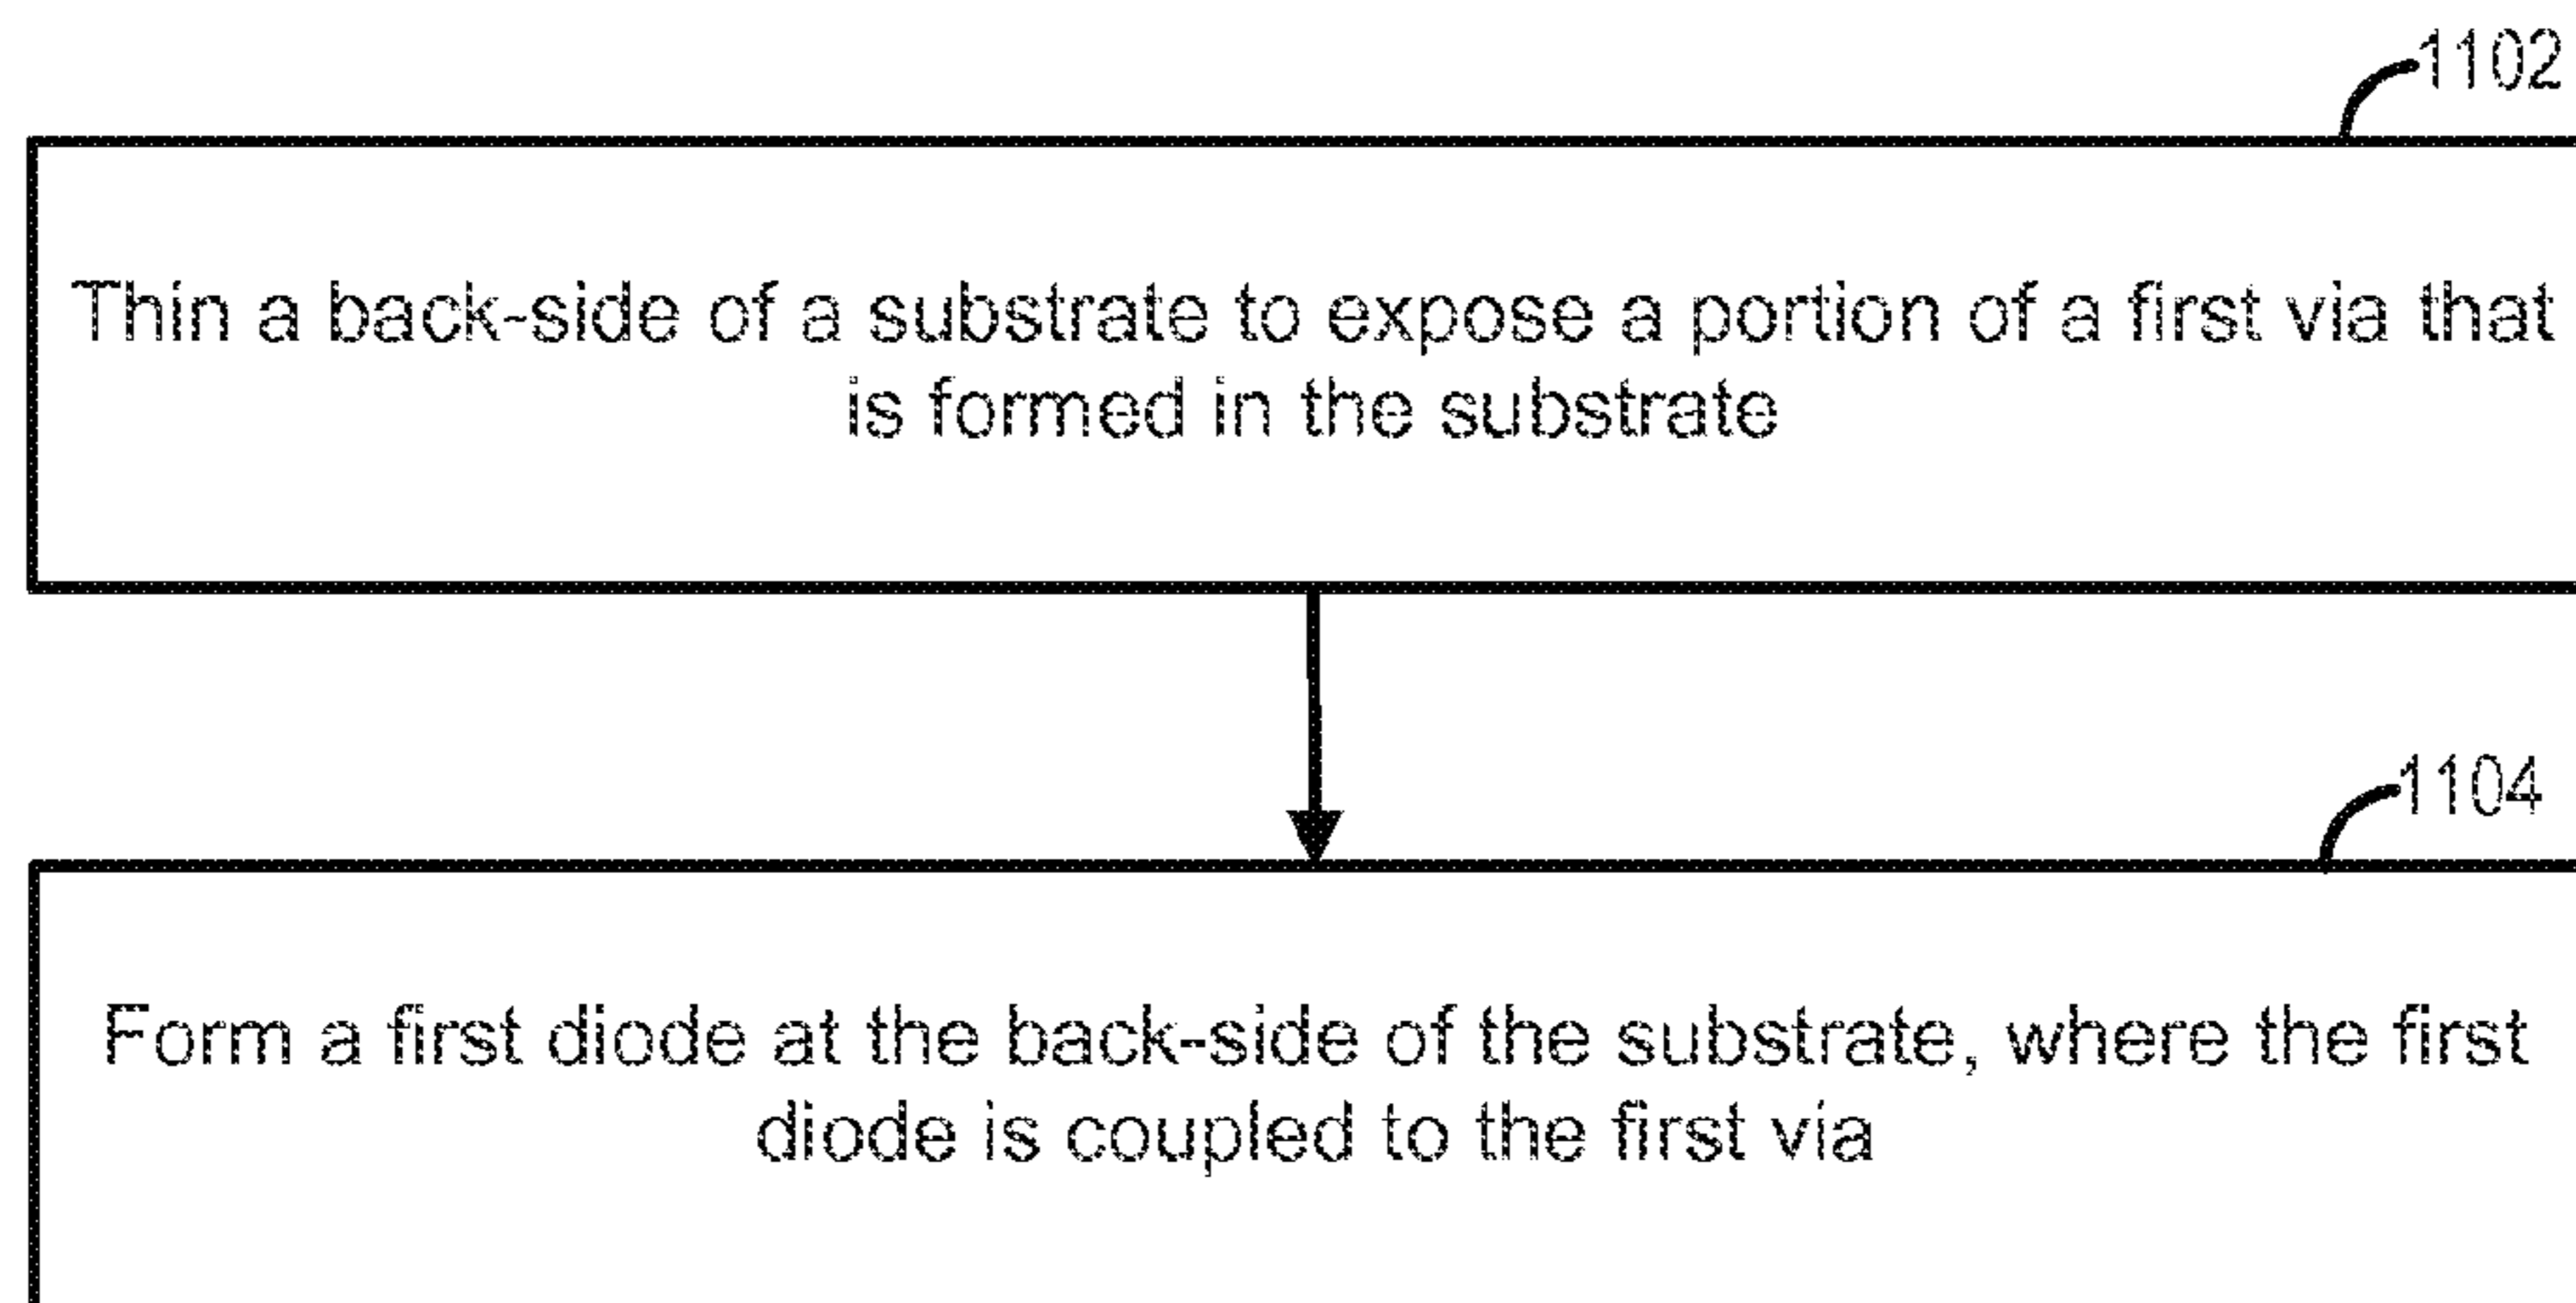 1102
Thin a back-side of a substrate to expose a portion of a first via that
is formed in the substrate
1104
Form a first diode at the back-side of the substrate, where the first
diode is coupled to the first via